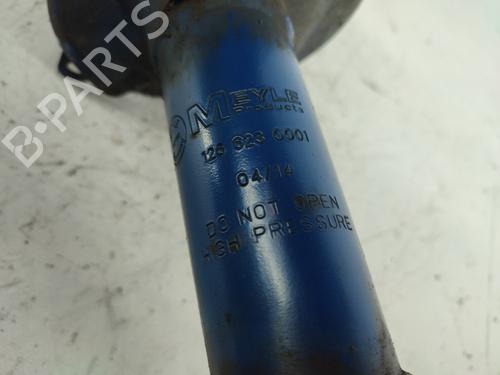 MEYLE
products
126 623 0001
04/14
DO NOT OPEN
HIGH PRESSURE
B-PARTS